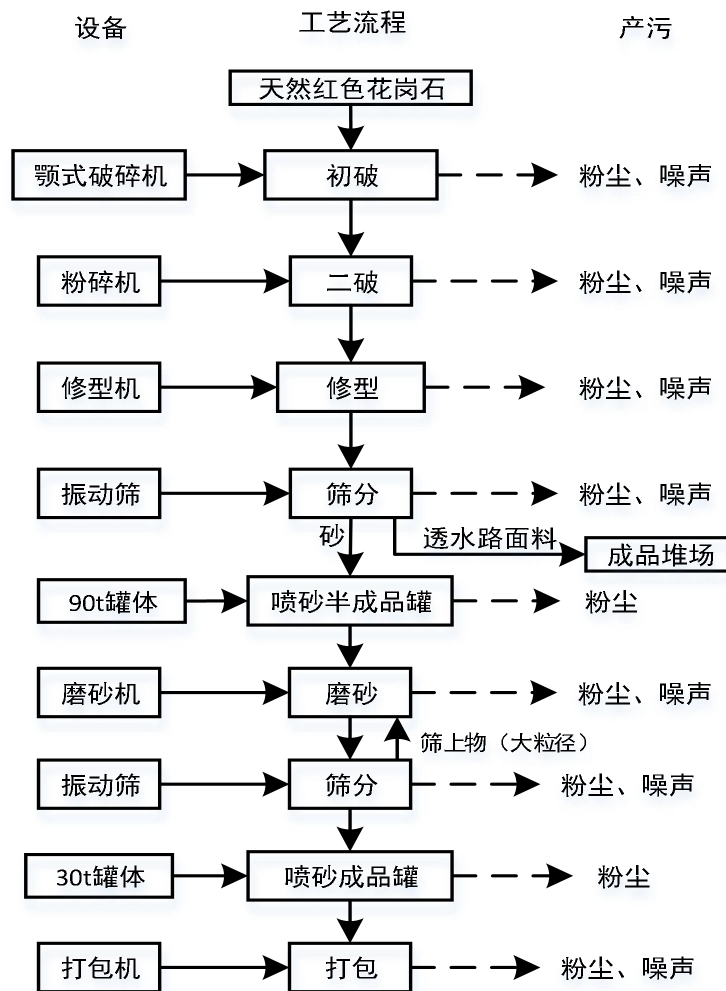 设备 工艺流程 产污
天然红色花岗石
颚式破碎机 初破 粉尘、噪声
粉碎机 二破 粉尘、噪声
修型机 修型 粉尘、噪声
振动筛 筛分 粉尘、噪声
砂 透水路面料 成品堆场
90t罐体 喷砂半成品罐 粉尘
磨砂机 磨砂 粉尘、噪声
筛上物（大粒径）
振动筛 筛分 粉尘、噪声
30t罐体 喷砂成品罐 粉尘
打包机 打包 粉尘、噪声